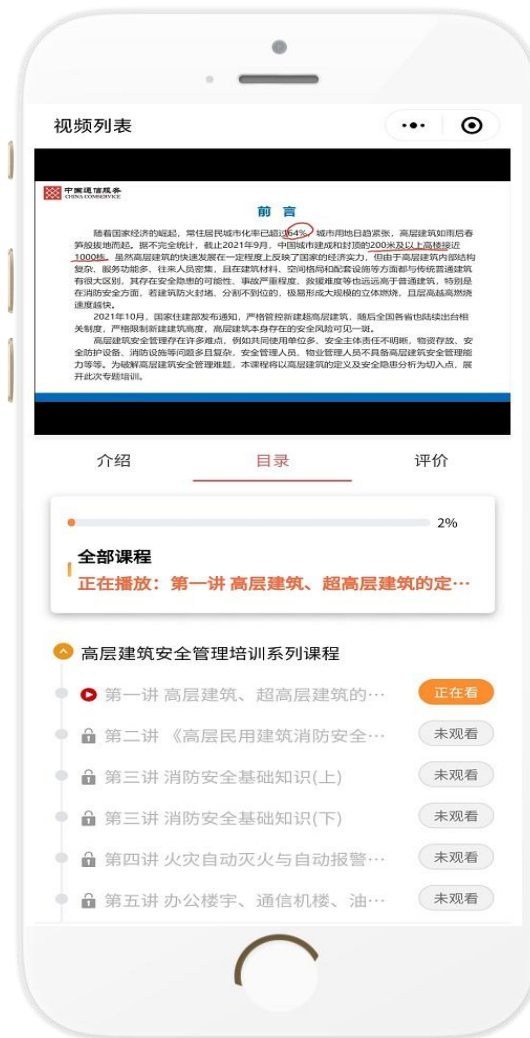 视频列表
中国通信服务
CHINA COMSERVICE
前 言
随着国家经济的崛起，常住居民城市化率已超过64%，城市用地日趋紧张，高层建筑如雨后春
笋般拔地而起。据不完全统计，截止2021年9月，中国城市建成和封顶的200米及以上高楼接近
1000栋。虽然高层建筑的快速发展在一定程度上反映了国家的经济实力，但由于高层建筑内部结构
复杂、服务功能多、往来人员密集，且在建筑材料、空间格局和配套设施等方面都与传统普通建筑
有很大区别，其存在安全隐患的可能性、事故严重程度、救援难度等也远远高于普通建筑，特别是
在消防安全方面，若建筑防火封堵、分割不到位的，极易形成大规模的立体燃烧，且层高越高燃烧
速度越快。
2021年10月，国家住建部发布通知，严格管控新建超高层建筑，随后全国各省也陆续出台相
关制度，严格限制新建建筑高度，高层建筑本身存在的安全风险可见一斑。
高层建筑安全管理存在许多难点，例如共同使用单位多、安全主体责任不明晰，物资存放、安
全防护设备、消防设施等问题多且复杂，安全管理人员、物业管理人员不具备高层建筑安全管理能
力等等。为破解高层建筑安全管理难题，本课程将以高层建筑的定义及安全隐患分析为切入点，展
开此次专题培训。
介绍
目录
评价
2%
全部课程
正在播放：第一讲 高层建筑、超高层建筑的定…
高层建筑安全管理培训系列课程
第一讲 高层建筑、超高层建筑的… 正在看
第二讲 《高层民用建筑消防安全… 未观看
第三讲 消防安全基础知识(上) 未观看
第三讲 消防安全基础知识(下) 未观看
第四讲 火灾自动灭火与自动报警… 未观看
第五讲 办公楼宇、通信机楼、油… 未观看